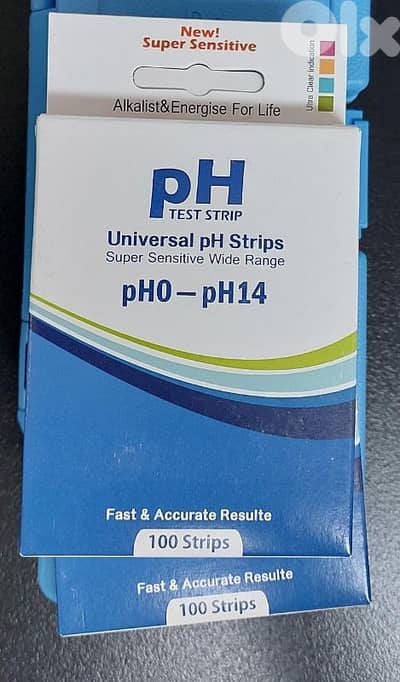 New!
Super Sensitive
olx
Alkalist&Energise For Life
Ultra Clear Indication
pH
TEST STRIP
Universal pH Strips
Super Sensitive Wide Range
pH0 — pH14
Fast & Accurate Resulte
100 Strips
Fast & Accurate Resulte
100 Strips